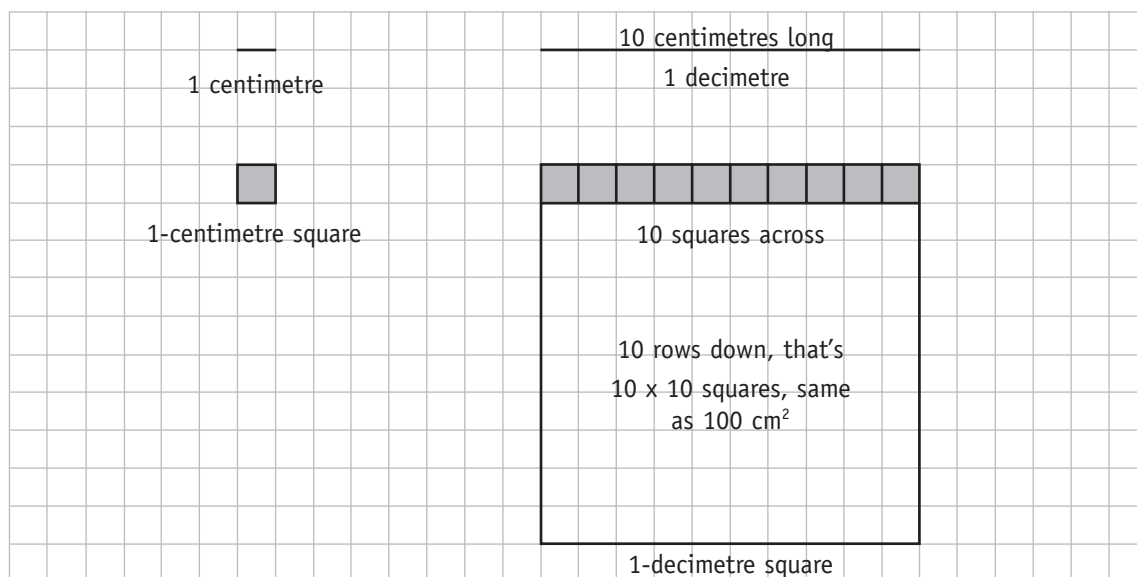 10 centimetres long
1 centimetre
1 decimetre
1-centimetre square
10 squares across
10 rows down, that’s
10 x 10 squares, same
as 100 cm²
1-decimetre square